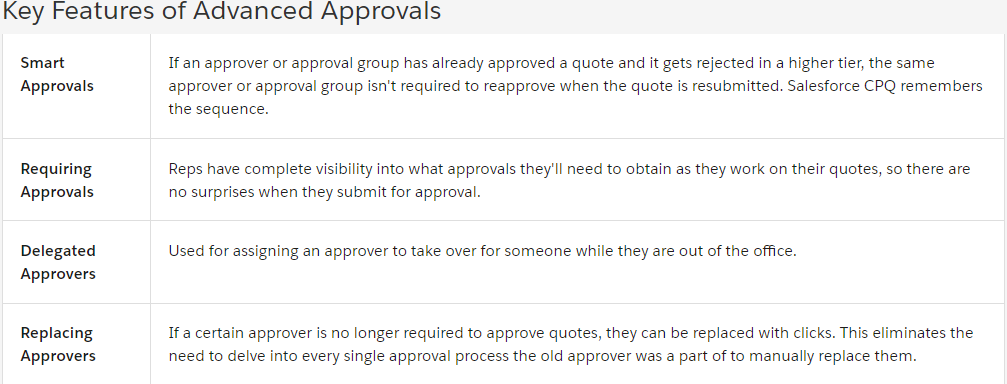 Key Features of Advanced Approvals
Smart
Approvals
If an approver or approval group has already approved a quote and it gets rejected in a higher tier, the same
approver or approval group isn't required to reapprove when the quote is resubmitted. Salesforce CPQ remembers
the sequence.
Requiring
Approvals
Reps have complete visibility into what approvals they'll need to obtain as they work on their quotes, so there are
no surprises when they submit for approval.
Delegated
Approvers
Used for assigning an approver to take over for someone while they are out of the office.
Replacing
Approvers
If a certain approver is no longer required to approve quotes, they can be replaced with clicks. This eliminates the
need to delve into every single approval process the old approver was a part of to manually replace them.